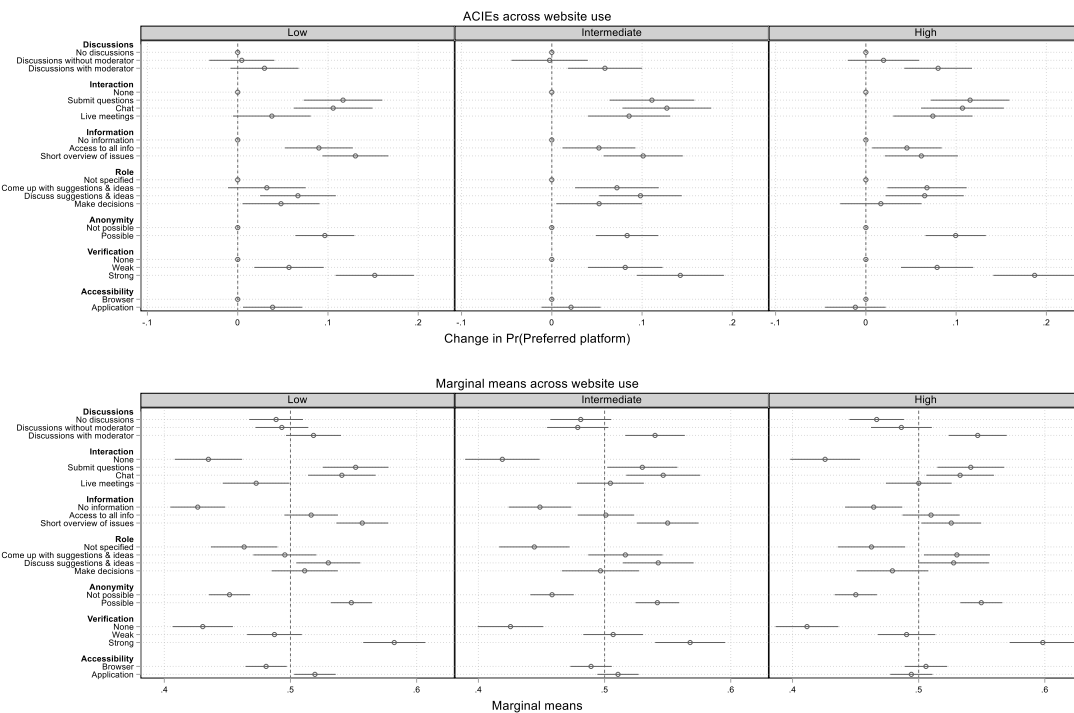 ACIEs across website use
Low
Intermediate
High
Discussions
No discussions
Discussions without moderator
Discussions with moderator
Interaction
None
Submit questions
Chat
Live meetings
Information
No information
Access to all info
Short overview of issues
Role
Not specified
Come up with suggestions & ideas
Discuss suggestions & ideas
Make decisions
Anonymity
Not possible
Possible
Verification
None
Weak
Strong
Accessibility
Browser
Application
-.1 0 .1 .2 -.1 0 .1 .2 -.1 0 .1 .2
Change in Pr(Preferred platform)
Marginal means across website use
Low
Intermediate
High
Discussions
No discussions
Discussions without moderator
Discussions with moderator
Interaction
None
Submit questions
Chat
Live meetings
Information
No information
Access to all info
Short overview of issues
Role
Not specified
Come up with suggestions & ideas
Discuss suggestions & ideas
Make decisions
Anonymity
Not possible
Possible
Verification
None
Weak
Strong
Accessibility
Browser
Application
.4 .5 .6 .4 .5 .6 .4 .5 .6
Marginal means